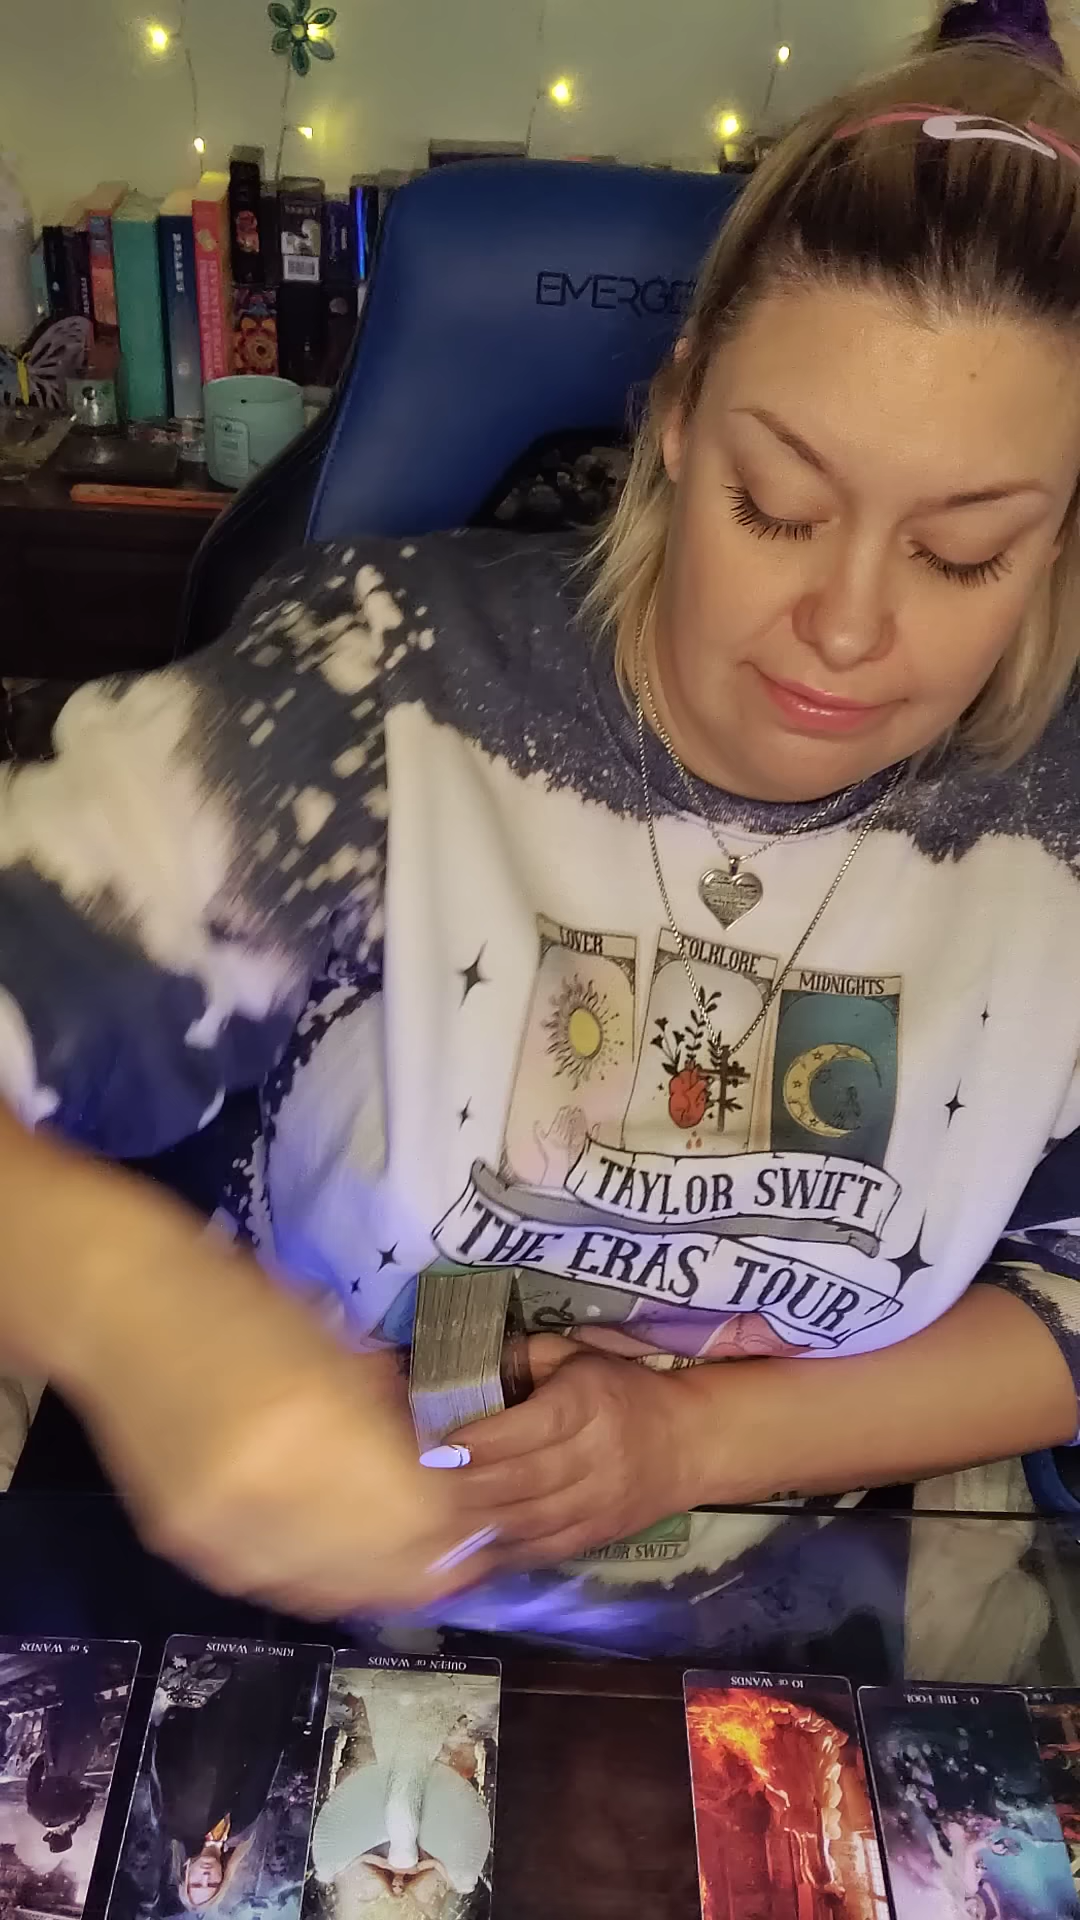 EMERGE
LOVER
FOLKLORE
MIDNIGHTS
TAYLOR SWIFT
THE ERAS TOUR
TAYLOR SWIFT
5 OF WANDS
KING OF WANDS
QUEEN OF WANDS
10 OF WANDS
0 - THE FOOL